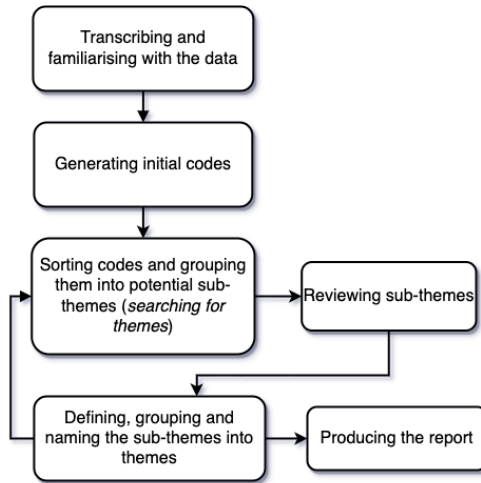 Transcribing and
familiarising with the data
Generating initial codes
Sorting codes and grouping
them into potential sub-
themes (searching for
themes)
Reviewing sub-themes
Defining, grouping and
naming the sub-themes into
themes
Producing the report